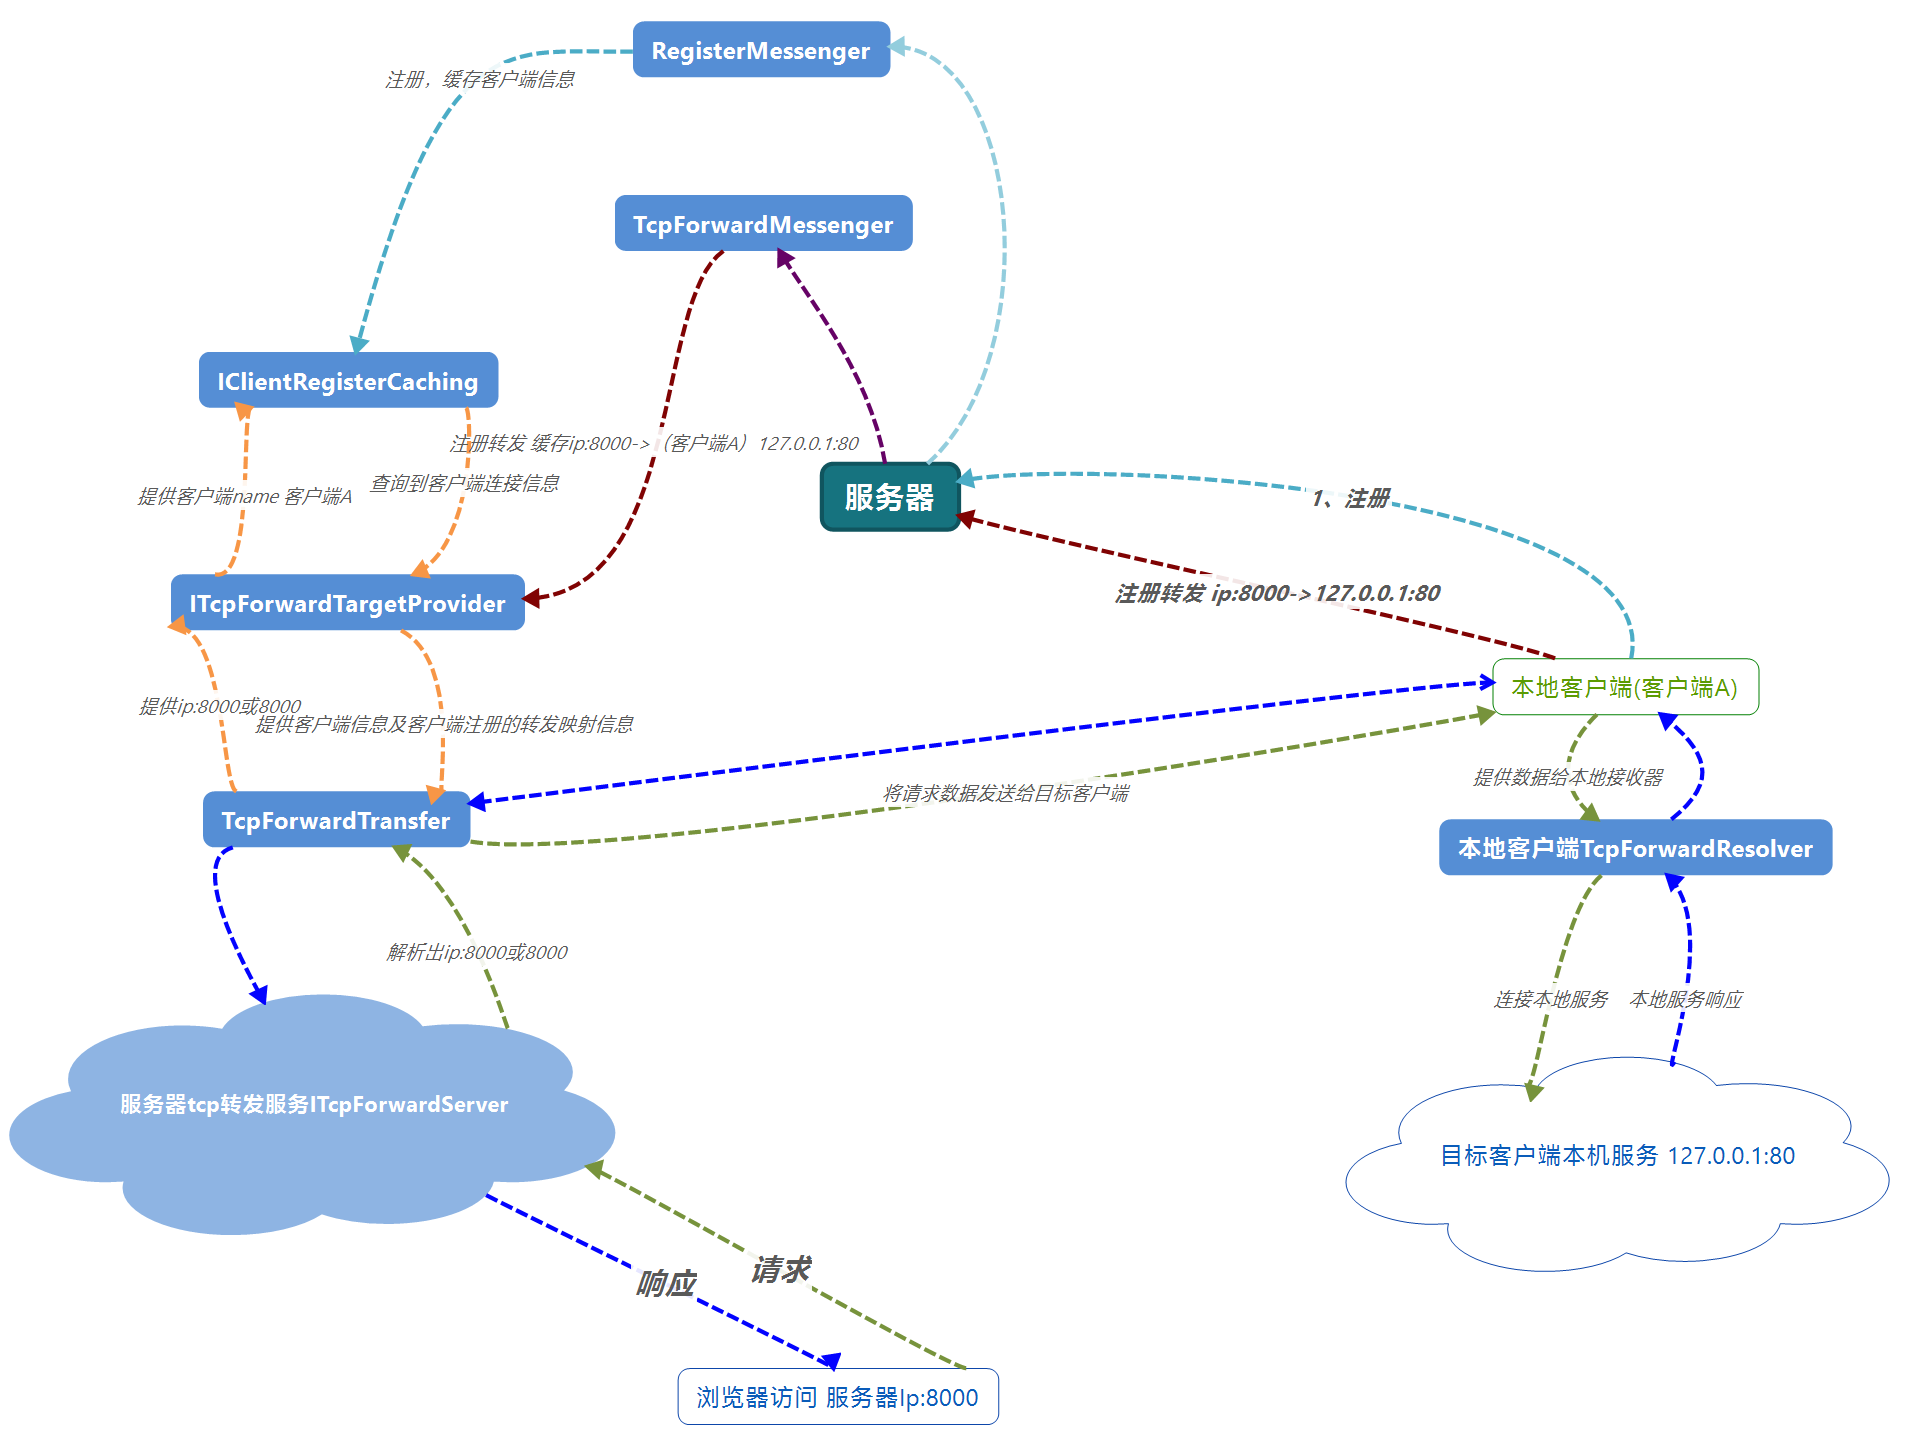 RegisterMessenger
注册，缓存客户端信息
TcpForwardMessenger
IClientRegisterCaching
注册转发 缓存ip:8000->（客户端A）127.0.0.1:80
查询到客户端连接信息
提供客户端name 客户端A
服务器
1、注册
注册转发 ip:8000->127.0.0.1:80
ITcpForwardTargetProvider
本地客户端(客户端A)
提供ip:8000或8000
提供客户端信息及客户端注册的转发映射信息
提供数据给本地接收器
将请求数据发送给目标客户端
TcpForwardTransfer
本地客户端TcpForwardResolver
解析出ip:8000或8000
连接本地服务
本地服务响应
服务器tcp转发服务ITcpForwardServer
目标客户端本机服务 127.0.0.1:80
响应
请求
浏览器访问 服务器Ip:8000